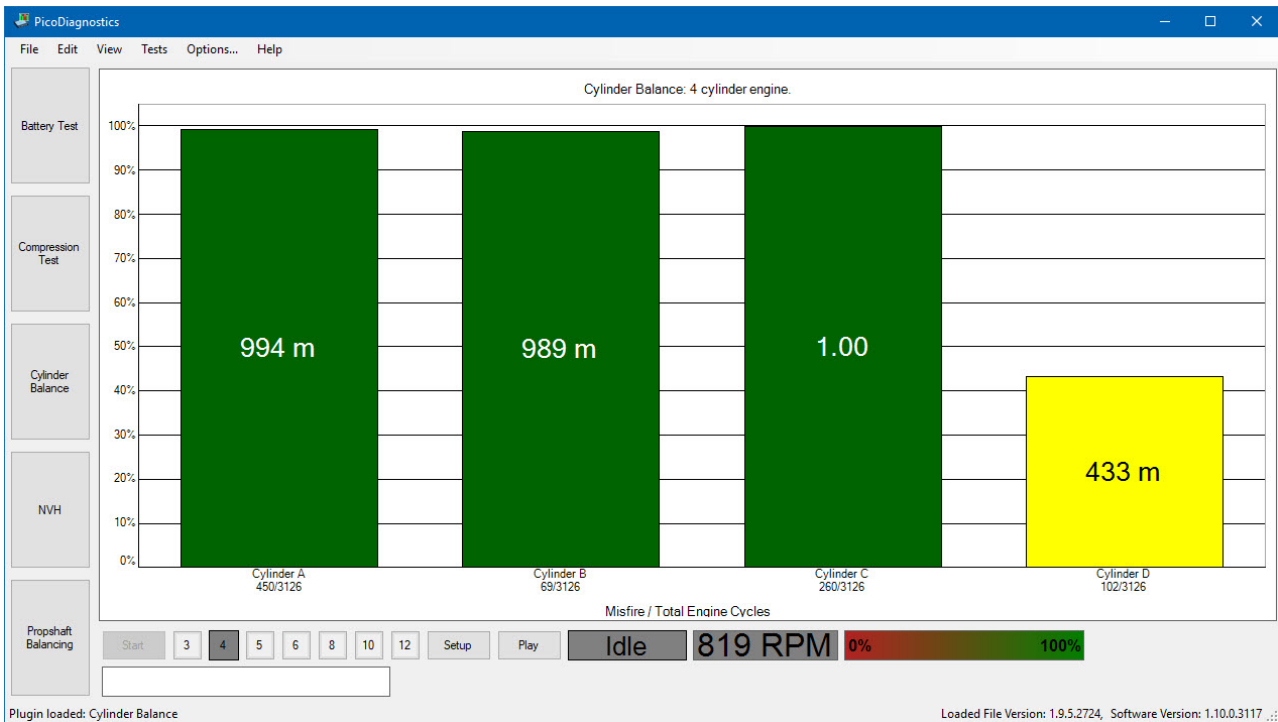 PicoDiagnostics
File Edit View Tests Options... Help
Battery Test
Compression
Test
Cylinder
Balance
NVH
Propshaft
Balancing
Cylinder Balance: 4 cylinder engine.
100%
90%
80%
70%
60%
50%
40%
30%
20%
10%
0%
994 m
989 m
1.00
433 m
Cylinder A
450/3126
Cylinder B
69/3126
Cylinder C
260/3126
Cylinder D
102/3126
Misfire / Total Engine Cycles
Start 3 4 5 6 8 10 12 Setup Play Idle 819 RPM 0% 100%
Plugin loaded: Cylinder Balance
Loaded File Version: 1.9.5.2724, Software Version: 1.10.0.3117